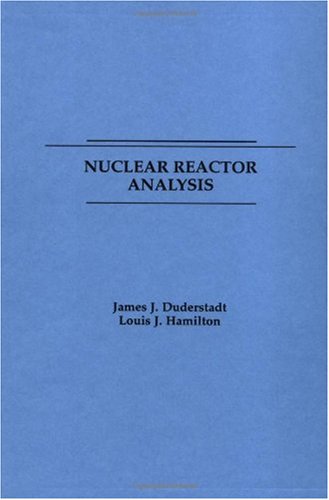 NUCLEAR REACTOR
ANALYSIS
James J. Duderstadt
Louis J. Hamilton